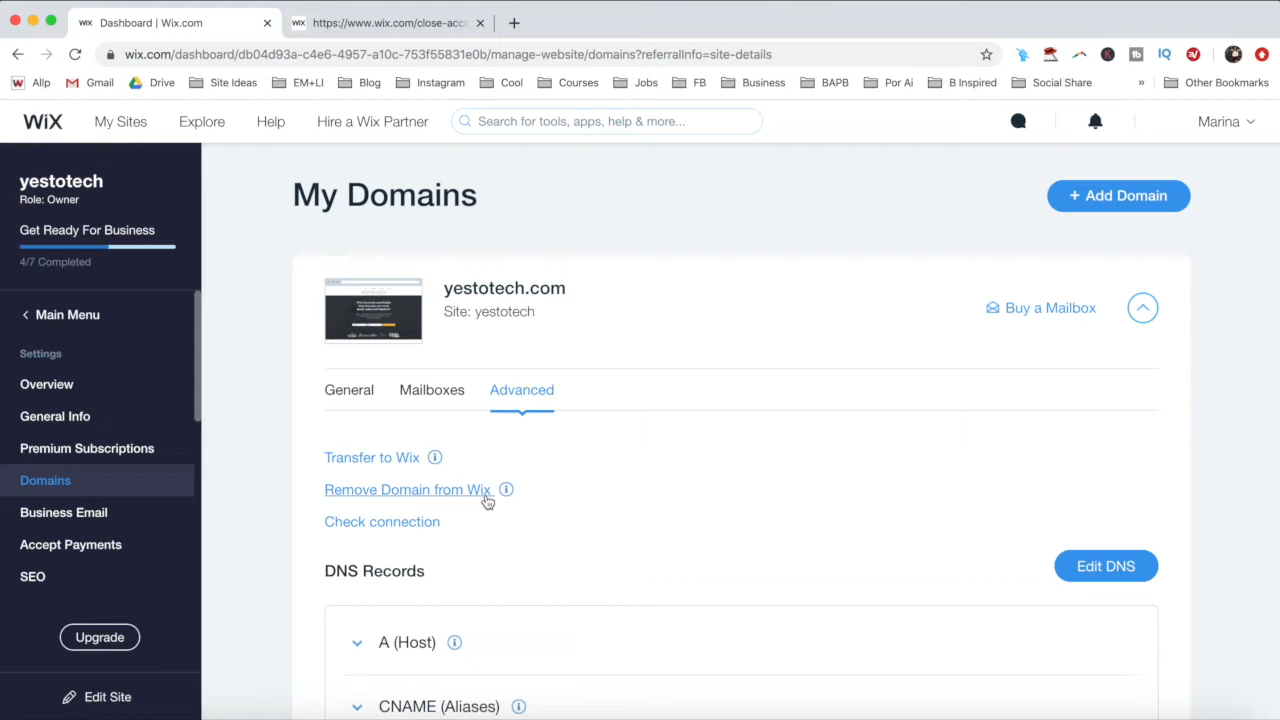 Dashboard | Wix.com
https://www.wix.com/close-acc
wix.com/dashboard/db04d93a-c4e6-4957-a10c-753f55831e0b/manage-website/domains?referralInfo=site-details
Allp Gmail Drive Site Ideas EM+LI Blog Instagram Cool Courses Jobs FB Business BAPB Por Ai B Inspired Social Share » Other Bookmarks
WiX My Sites Explore Help Hire a Wix Partner Search for tools, apps, help & more... Marina
yestotech
Role: Owner
Get Ready For Business
4/7 Completed
Main Menu
Settings
Overview
General Info
Premium Subscriptions
Domains
Business Email
Accept Payments
SEO
Upgrade
Edit Site
My Domains
+ Add Domain
yestotech.com
Site: yestotech
Buy a Mailbox
General Mailboxes Advanced
Transfer to Wix
Remove Domain from Wix
Check connection
DNS Records
Edit DNS
A (Host)
CNAME (Aliases)